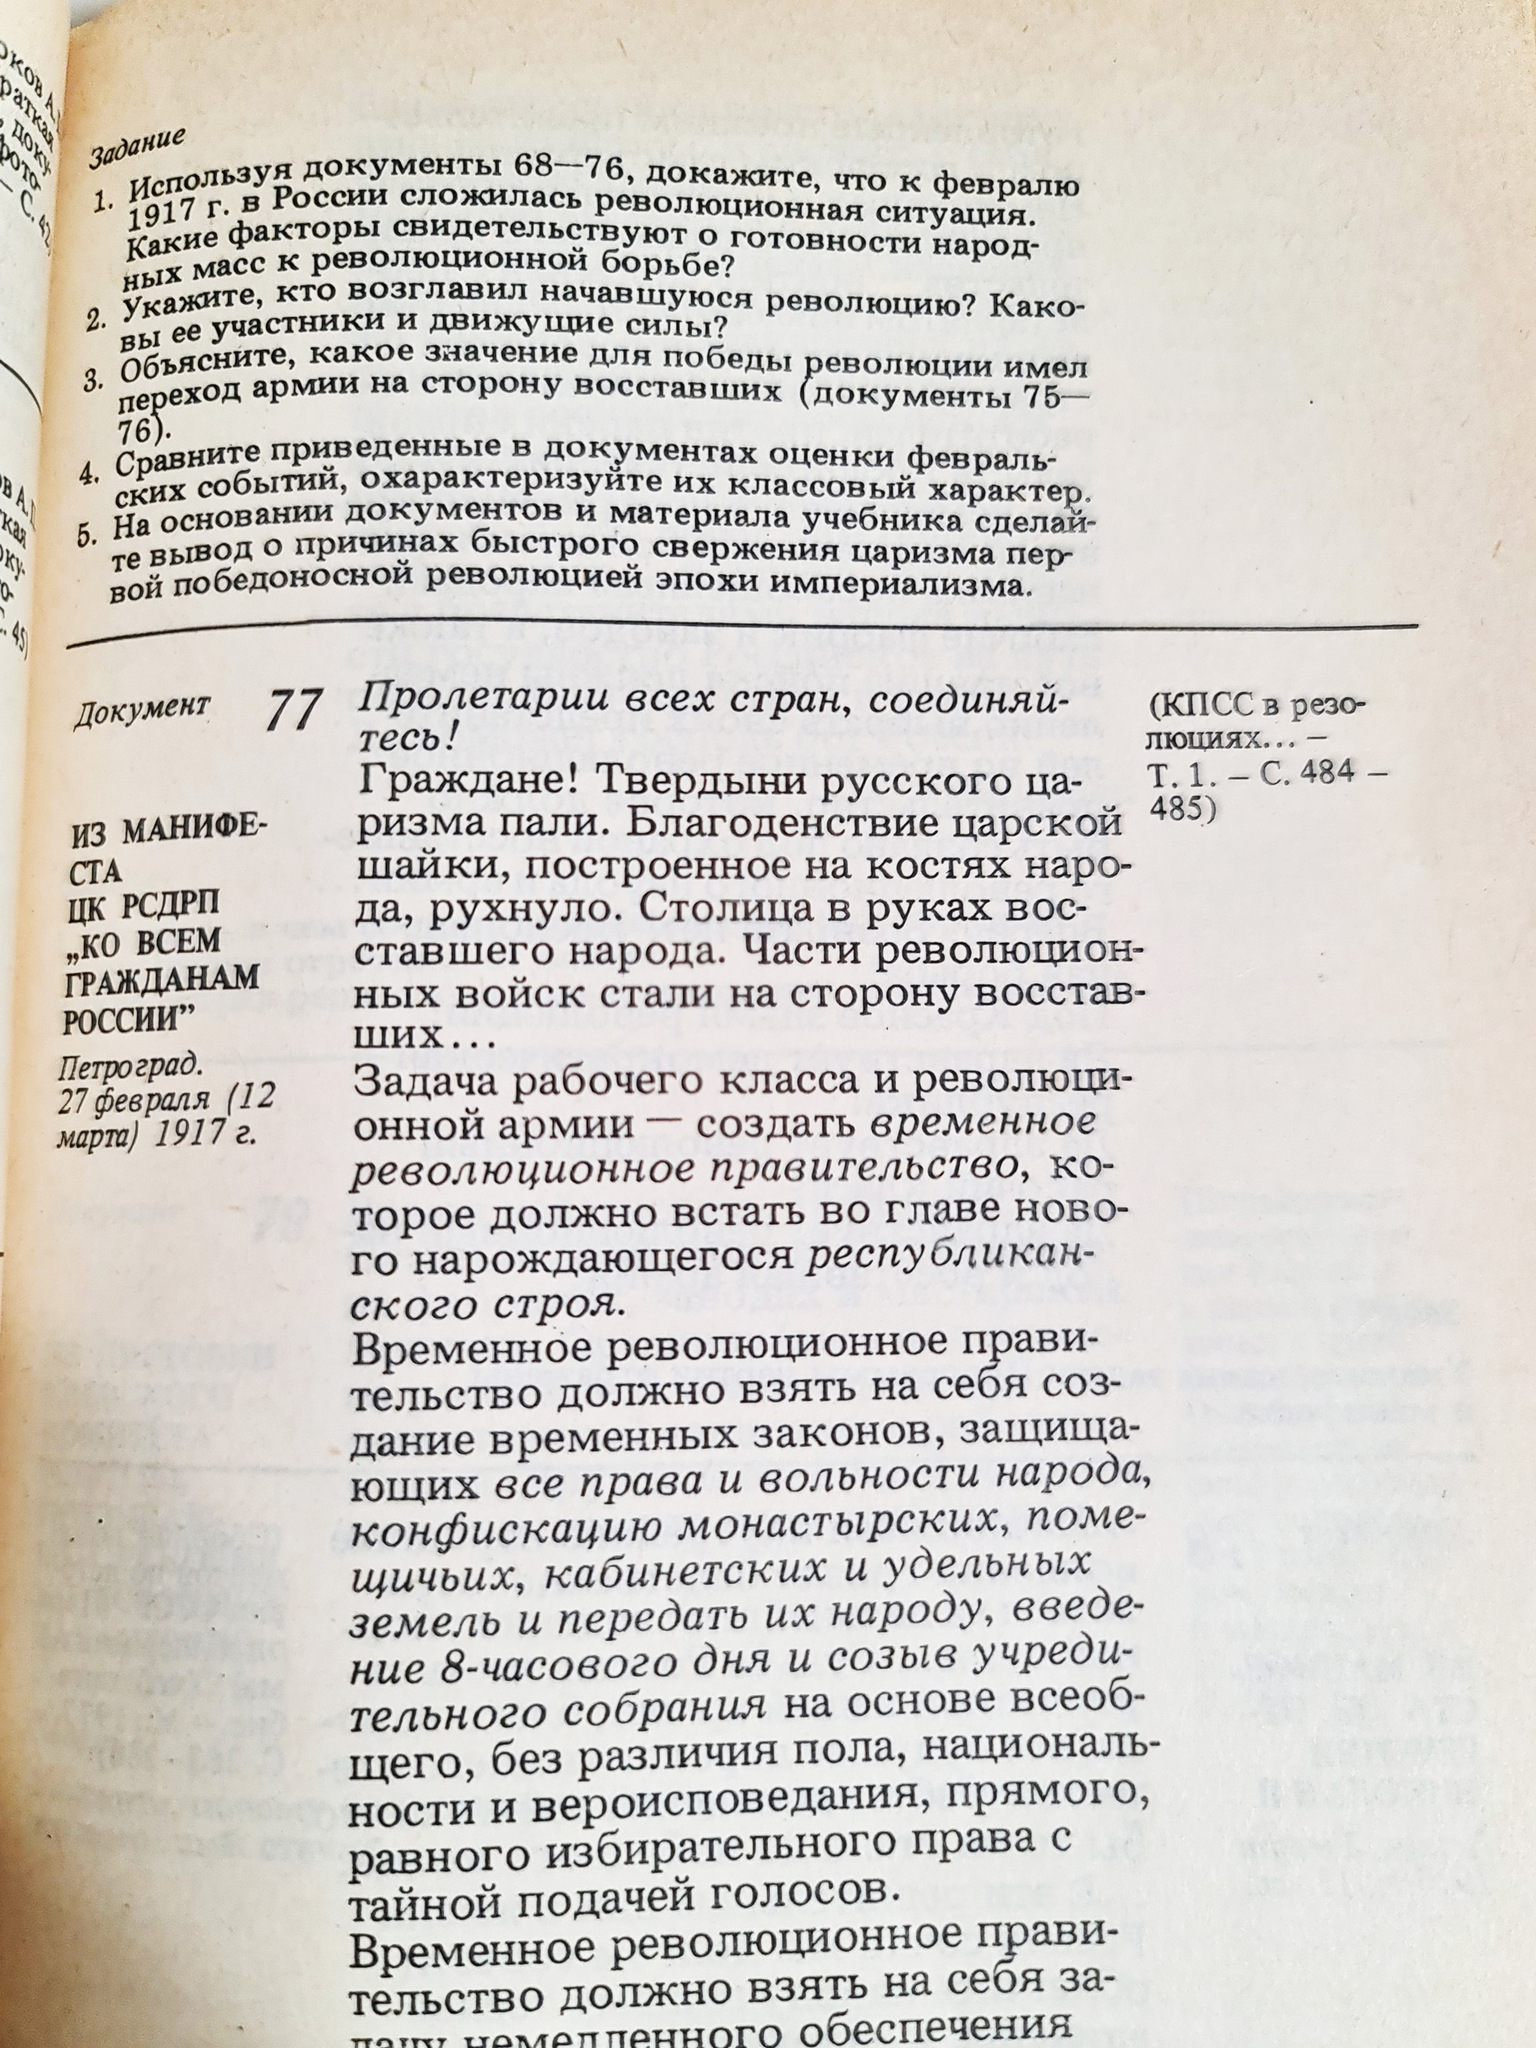 Задание
1. Используя документы 68—76, докажите, что к февралю
1917 г. в России сложилась революционная ситуация.
Какие факторы свидетельствуют о готовности народ-
ных масс к революционной борьбе?
2. Укажите, кто возглавил начавшуюся революцию? Како-
вы ее участники и движущие силы?
3. Объясните, какое значение для победы революции имел
переход армии на сторону восставших (документы 75—
76).
4. Сравните приведенные в документах оценки февраль-
ских событий, охарактеризуйте их классовый характер.
5. На основании документов и материала учебника сделай-
те вывод о причинах быстрого свержения царизма пер-
вой победоносной революцией эпохи империализма.
Документ 77
ИЗ МАНИФЕ-
СТА
ЦК РСДРП
„КО ВСЕМ
ГРАЖДАНАМ
РОССИИ”
Петроград.
27 февраля (12
марта) 1917 г.
Пролетарии всех стран, соединяй-
тесь!
Граждане! Твердыни русского ца-
ризма пали. Благоденствие царской
шайки, построенное на костях наро-
да, рухнуло. Столица в руках вос-
ставшего народа. Части революцион-
ных войск стали на сторону восстав-
ших...
Задача рабочего класса и революци-
онной армии — создать временное
революционное правительство, ко-
торое должно встать во главе ново-
го нарождающегося республикан-
ского строя.
Временное революционное прави-
тельство должно взять на себя соз-
дание временных законов, защища-
ющих все права и вольности народа,
конфискацию монастырских, поме-
щичьих, кабинетских и удельных
земель и передать их народу, введе-
ние 8-часового дня и созыв учреди-
тельного собрания на основе всеоб-
щего, без различия пола, националь-
ности и вероисповедания, прямого,
равного избирательного права с
тайной подачей голосов.
Временное революционное прави-
тельство должно взять на себя за-
дачу немедленного обеспечения
(КПСС в резо-
люциях... –
Т. 1. – С. 484 –
485)